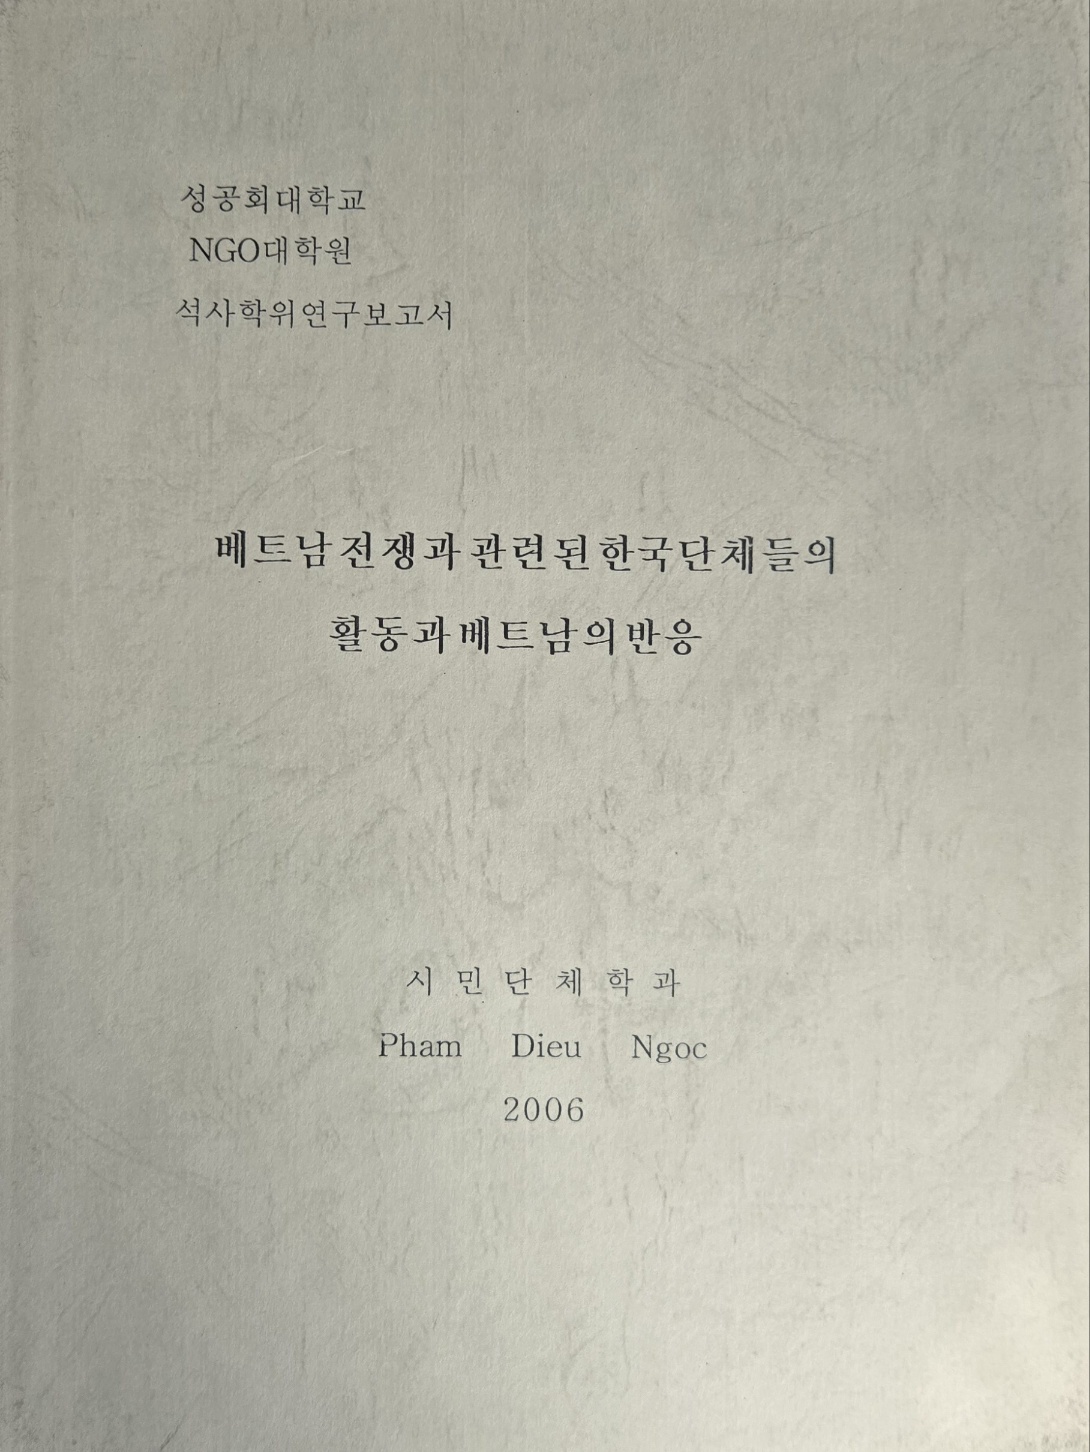 성공회대학교
NGO대학원
석사학위연구보고서
베트남 전쟁과 관련된 한국단체들의
활동과 베트남의 반응
시 민 단 체 학 과
Pham Dieu Ngoc
2006